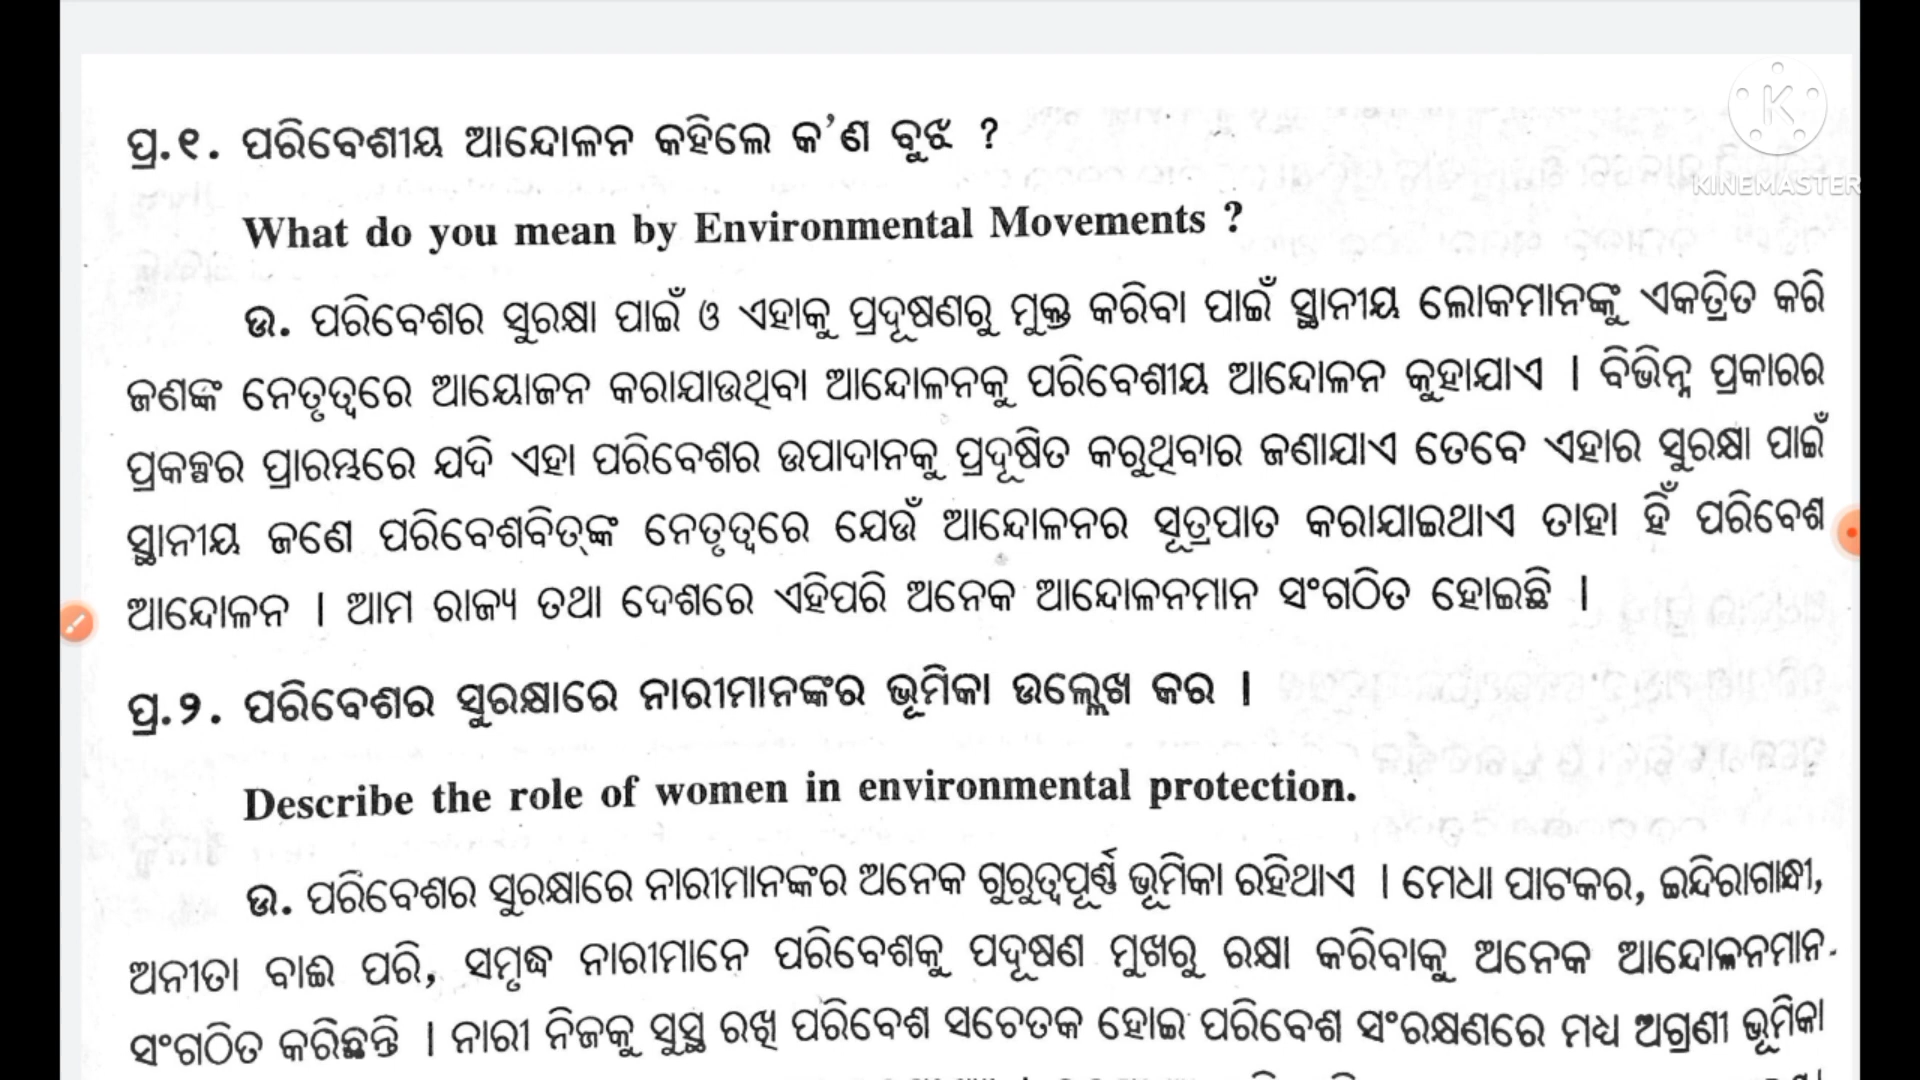 KINEMASTER
ପ୍ର.୧. ପରିବେଶୀୟ ଆନ୍ଦୋଳନ କହିଲେ କ'ଣ ବୁଝ ?
What do you mean by Environmental Movements ?
ଉ. ପରିବେଶର ସୁରକ୍ଷା ପାଇଁ ଓ ଏହାକୁ ପ୍ରଦୂଷଣରୁ ମୁକ୍ତ କରିବା ପାଇଁ ସ୍ଥାନୀୟ ଲୋକମାନଙ୍କୁ ଏକତ୍ରିତ କରି
ଜଣଙ୍କ ନେତୃତ୍ୱରେ ଆୟୋଜନ କରାଯାଉଥିବା ଆନ୍ଦୋଳନକୁ ପରିବେଶୀୟ ଆନ୍ଦୋଳନ କୁହାଯାଏ । ବିଭିନ୍ନ ପ୍ରକାରର
ପ୍ରକଳ୍ପର ପ୍ରାରମ୍ଭରେ ଯଦି ଏହା ପରିବେଶର ଉପାଦାନକୁ ପ୍ରଦୂଷିତ କରୁଥିବାର ଜଣାଯାଏ ତେବେ ଏହାର ସୁରକ୍ଷା ପାଇଁ
ସ୍ଥାନୀୟ ଜଣେ ପରିବେଶବିତ୍‌ଙ୍କ ନେତୃତ୍ୱରେ ଯେଉଁ ଆନ୍ଦୋଳନର ସୂତ୍ରପାତ କରାଯାଇଥାଏ ତାହା ହିଁ ପରିବେଶ
ଆନ୍ଦୋଳନ । ଆମ ରାଜ୍ୟ ତଥା ଦେଶରେ ଏହିପରି ଅନେକ ଆନ୍ଦୋଳନମାନ ସଂଗଠିତ ହୋଇଛି ।
ପ୍ର.୨. ପରିବେଶର ସୁରକ୍ଷାରେ ନାରୀମାନଙ୍କର ଭୂମିକା ଉଲ୍ଲେଖ କର ।
Describe the role of women in environmental protection.
ଉ. ପରିବେଶର ସୁରକ୍ଷାରେ ନାରୀମାନଙ୍କର ଅନେକ ଗୁରୁତ୍ୱପୂର୍ଣ୍ଣ ଭୂମିକା ରହିଥାଏ । ମେଧା ପାଟକର, ଇନ୍ଦିରାଗାନ୍ଧୀ,
ଅନୀତା ବାଈ ପରି, ସମୃଦ୍ଧ ନାରୀମାନେ ପରିବେଶକୁ ପଦୂଷଣ ମୁଖରୁ ରକ୍ଷା କରିବାକୁ ଅନେକ ଆନ୍ଦୋଳନମାନ
ସଂଗଠିତ କରିଛନ୍ତି । ନାରୀ ନିଜକୁ ସୁସ୍ଥ ରଖି ପରିବେଶ ସଚେତକ ହୋଇ ପରିବେଶ ସଂରକ୍ଷଣରେ ମଧ୍ୟ ଅଗ୍ରଣୀ ଭୂମିକା